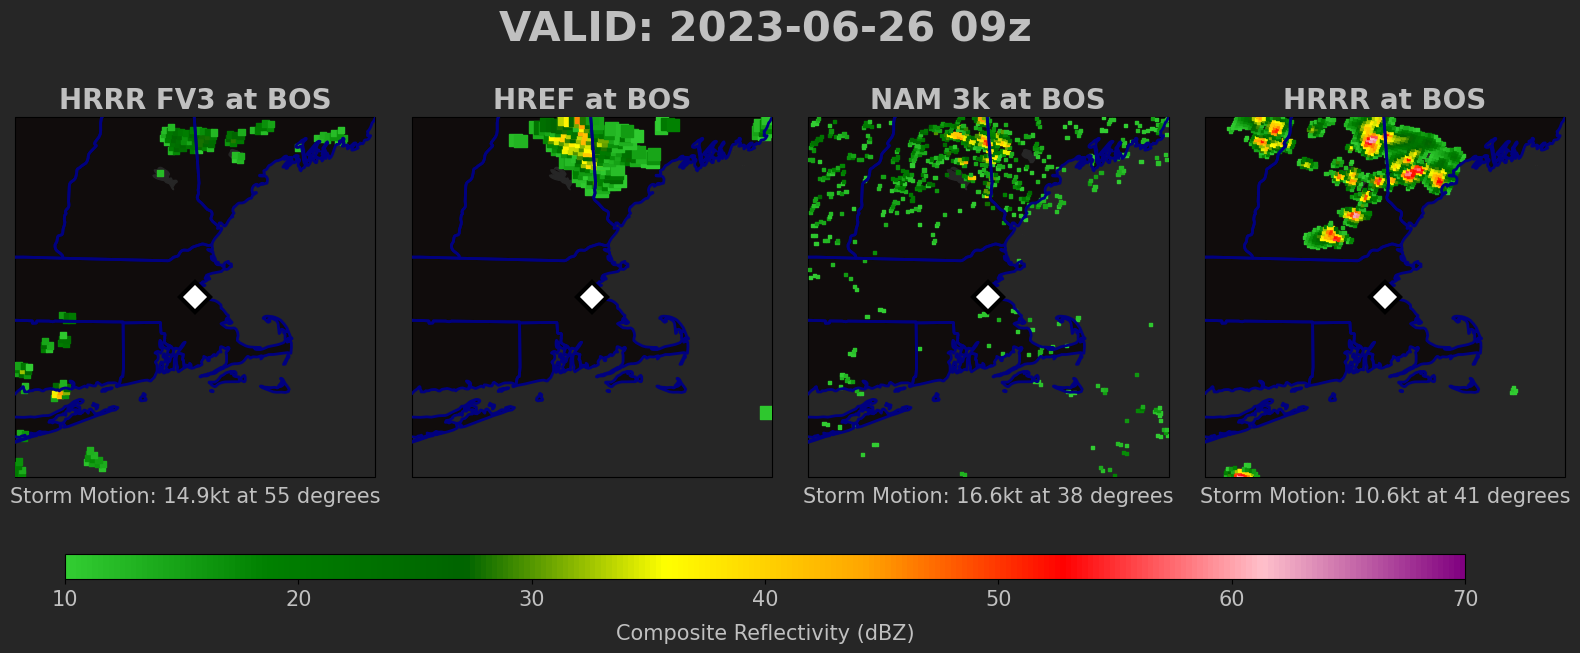 VALID: 2023-06-26 09z
HRRR FV3 at BOS
HREF at BOS
NAM 3k at BOS
HRRR at BOS
Storm Motion: 14.9kt at 55 degrees
Storm Motion: 16.6kt at 38 degrees
Storm Motion: 10.6kt at 41 degrees
10 20 30 40 50 60 70
Composite Reflectivity (dBZ)